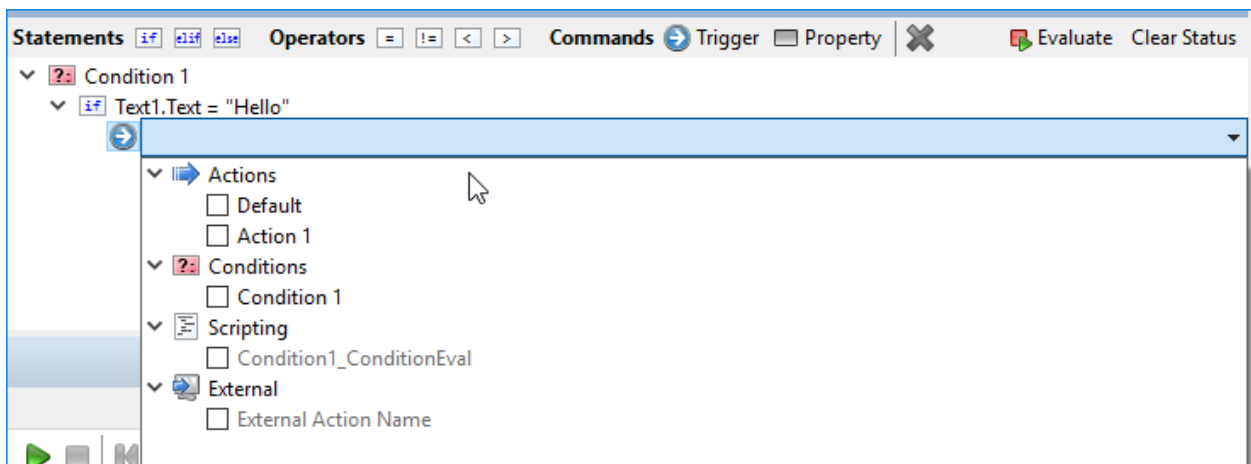 Statements if elif else Operators = != < > Commands Trigger Property Evaluate Clear Status
?: Condition 1
if Text1.Text = "Hello"
Actions
Default
Action 1
?: Conditions
Condition 1
Scripting
Condition1_ConditionEval
External
External Action Name